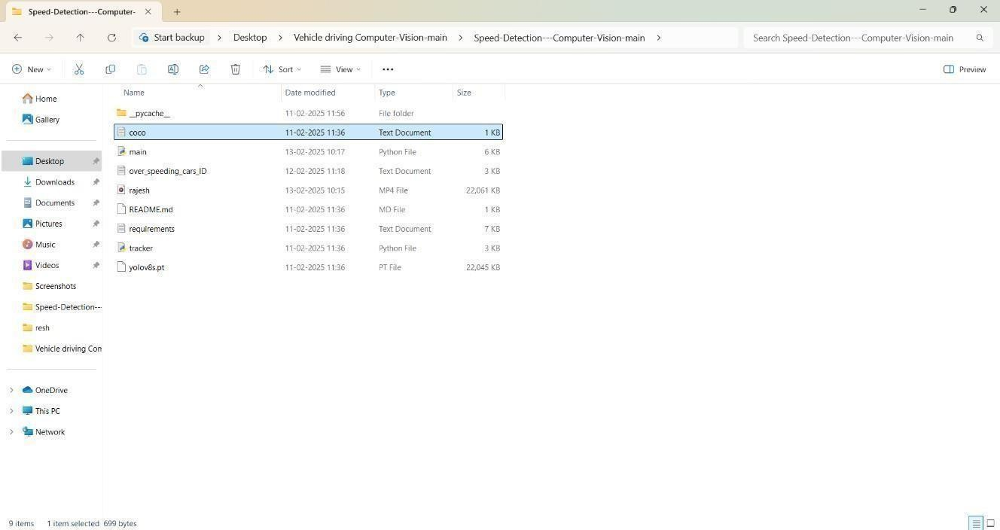 Speed-Detection---Computer-
Start backup > Desktop > Vehicle driving Computer-Vision-main > Speed-Detection---Computer-Vision-main >
Search Speed-Detection---Computer-Vision-main
New
Sort
View
Preview
Name Date modified Type Size
__pycache__ 11-02-2025 11:56 File folder
coco 11-02-2025 11:36 Text Document 1 KB
main 13-02-2025 10:17 Python File 6 KB
over_speeding_cars_ID 12-02-2025 11:18 Text Document 3 KB
rajesh 13-02-2025 10:15 MP4 File 22,061 KB
README.md 11-02-2025 11:36 MD File 1 KB
requirements 11-02-2025 11:36 Text Document 7 KB
tracker 11-02-2025 11:36 Python File 3 KB
yolov8s.pt 11-02-2025 11:36 PT File 22,045 KB
Home
Gallery
Desktop
Downloads
Documents
Pictures
Music
Videos
Screenshots
Speed-Detection--
resh
Vehicle driving Com
OneDrive
This PC
Network
9 items 1 item selected 699 bytes